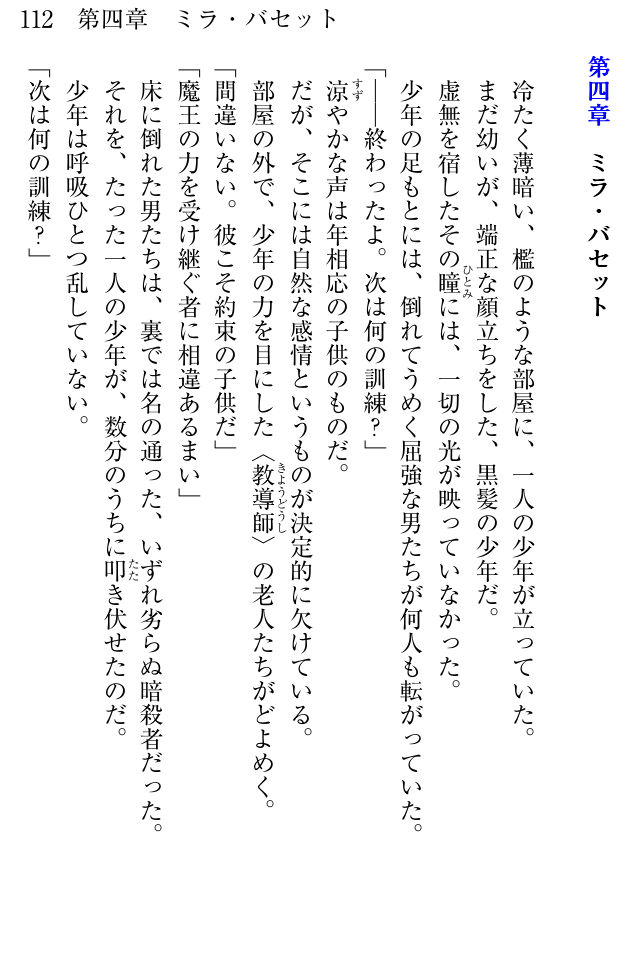 112　第四章　ミラ・バセット
第四章　ミラ・バセット
冷たく薄暗い、檻のような部屋に、一人の少年が立っていた。
まだ幼いが、端正な顔立ちをした、黒髪の少年だ。
虚無を宿したその瞳には、一切の光が映っていなかった。
少年の足もとには、倒れてうめく屈強な男たちが何人も転がっていた。
「――終わったよ。次は何の訓練?」
涼やかな声は年相応の子供のものだ。
だが、そこには自然な感情というものが決定的に欠けている。
部屋の外で、少年の力を目にした〈教導師〉の老人たちがどよめく。
「間違いない。彼こそ約束の子供だ」
「魔王の力を受け継ぐ者に相違あるまい」
床に倒れた男たちは、裏では名の通った、いずれ劣らぬ暗殺者だった。
それを、たった一人の少年が、数分のうちに叩き伏せたのだ。
少年は呼吸ひとつ乱していない。
「次は何の訓練?」